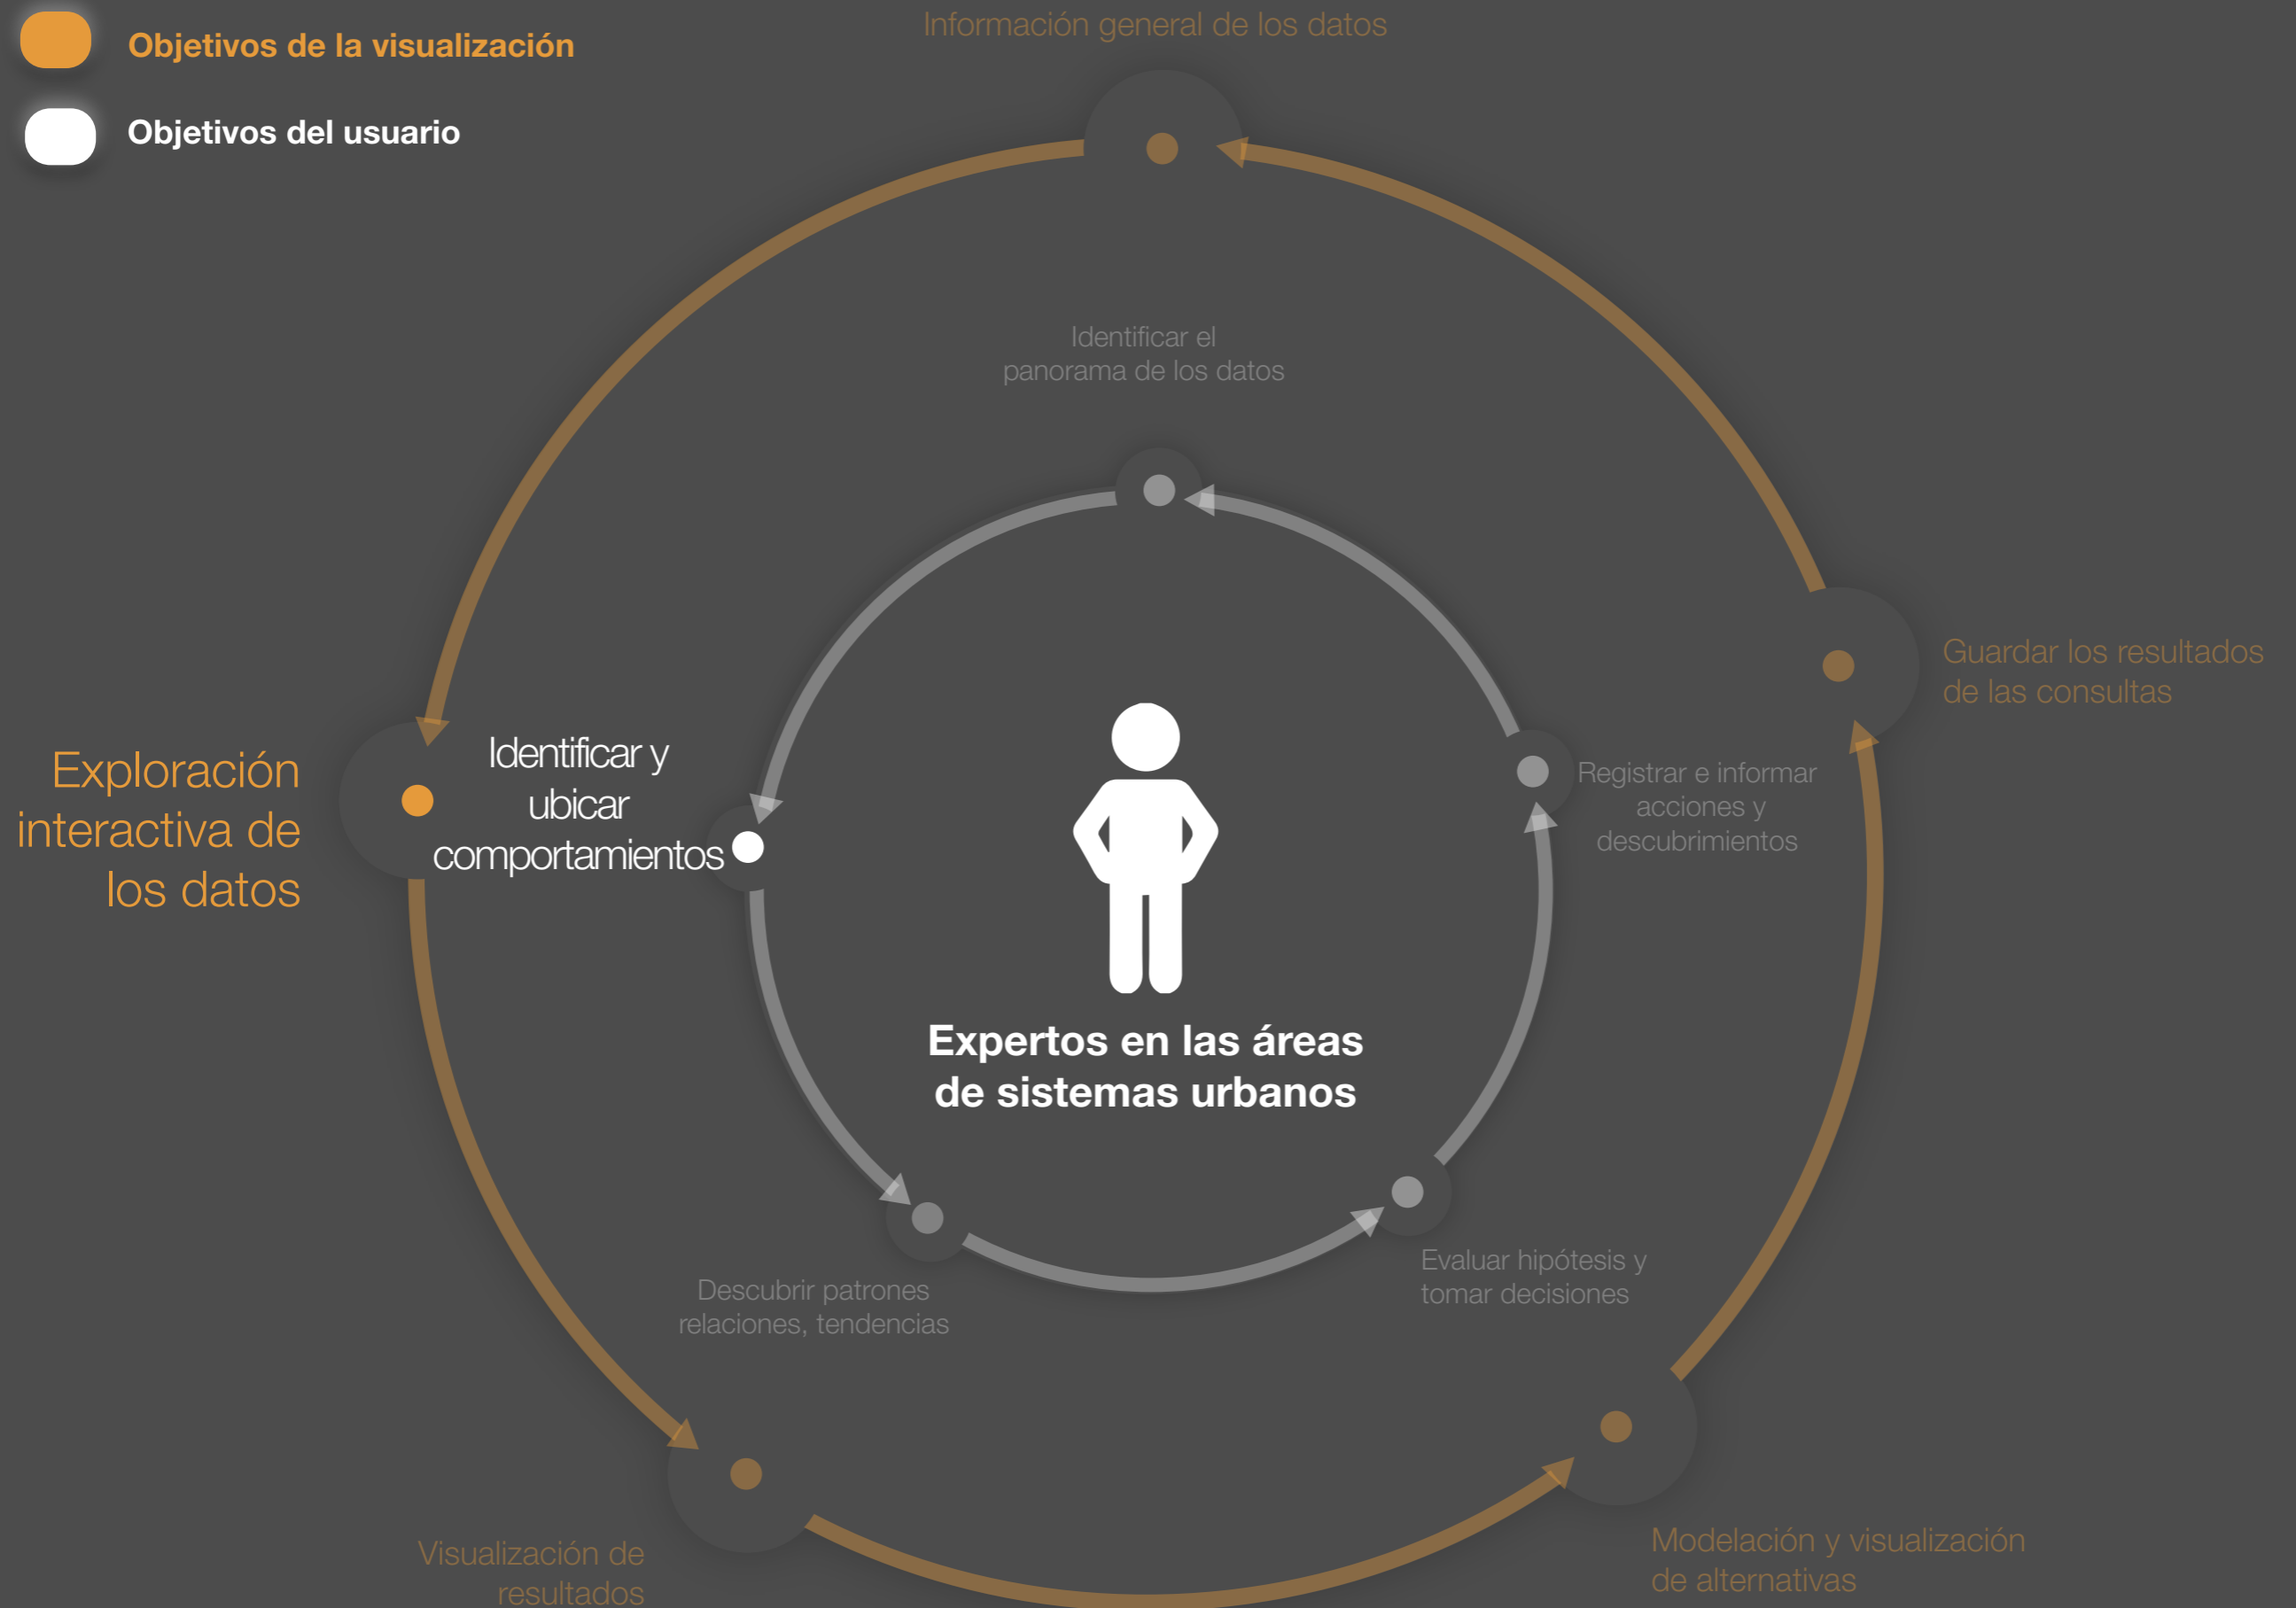 Objetivos de la visualización
Objetivos del usuario
Información general de los datos
Identificar el
panorama de los datos
Guardar los resultados
de las consultas
Exploración
interactiva de
los datos
Identificar y
ubicar
comportamientos
Registrar e informar
acciones y
descubrimientos
Expertos en las áreas
de sistemas urbanos
Descubrir patrones
relaciones, tendencias
Evaluar hipótesis y
tomar decisiones
Visualización de
resultados
Modelación y visualización
de alternativas